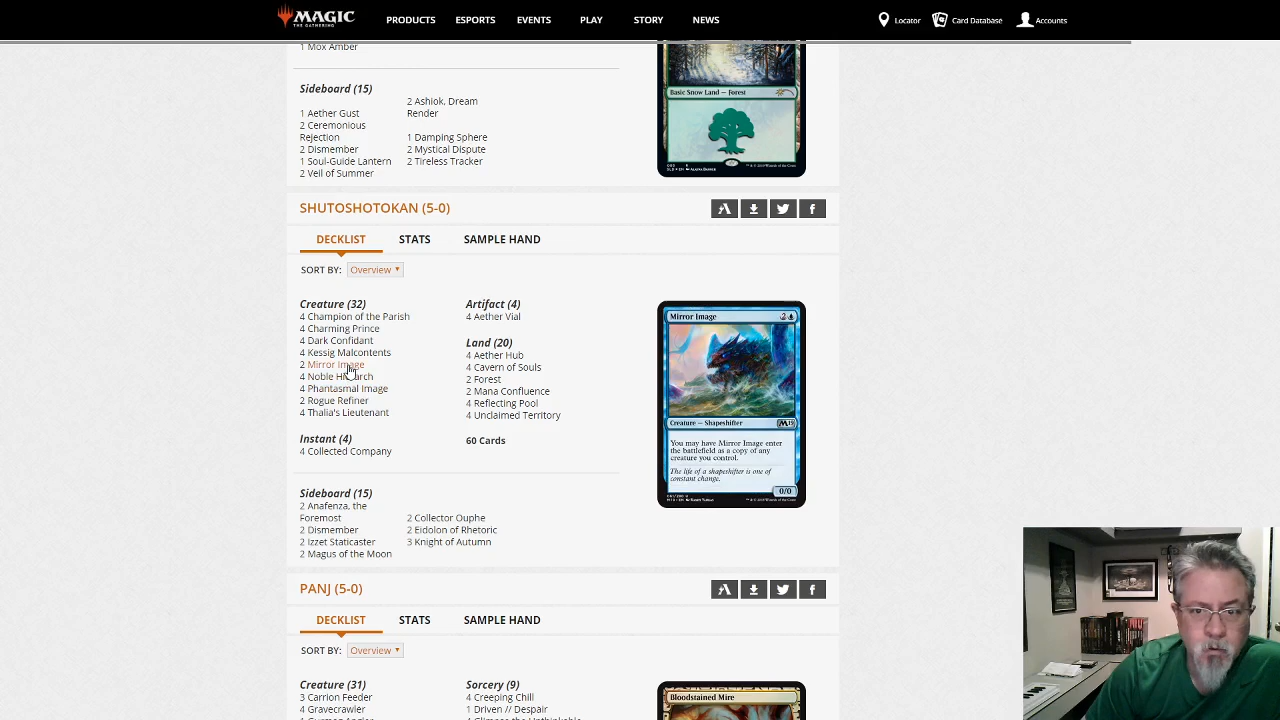 MAGIC
THE GATHERING
PRODUCTS ESPORTS EVENTS PLAY STORY NEWS
Locator Card Database Accounts
1 Mox Amber
Sideboard (15)
1 Aether Gust
2 Ceremonious
Rejection
2 Dismember
1 Soul-Guide Lantern
2 Veil of Summer
2 Ashiok, Dream
Render
1 Damping Sphere
2 Mystical Dispute
2 Tireless Tracker
Basic Snow Land — Forest
SHUTOSHOTOKAN (5-0)
DECKLIST STATS SAMPLE HAND
SORT BY: Overview
Creature (32)
4 Champion of the Parish
4 Charming Prince
4 Dark Confidant
4 Kessig Malcontents
2 Mirror Image
4 Noble Hi rch
4 Phantasmal Image
2 Rogue Refiner
4 Thalia's Lieutenant
Instant (4)
4 Collected Company
Artifact (4)
4 Aether Vial
Land (20)
4 Aether Hub
4 Cavern of Souls
2 Forest
2 Mana Confluence
4 Reflecting Pool
4 Unclaimed Territory
60 Cards
Mirror Image 2
Creature — Shapeshifter M19
You may have Mirror Image enter
the battlefield as a copy of any
creature you control.
The life of a shapeshifter is one of
constant change.
0/0
Sideboard (15)
2 Anafenza, the
Foremost
2 Dismember
2 Izzet Staticaster
2 Magus of the Moon
2 Collector Ouphe
2 Eidolon of Rhetoric
3 Knight of Autumn
PANJ (5-0)
DECKLIST STATS SAMPLE HAND
SORT BY: Overview
Creature (31)
3 Carrion Feeder
4 Gravecrawler
Sorcery (9)
4 Creeping Chill
1 Driven // Despair
4 Glimpse the Unthinkable
Bloodstained Mire